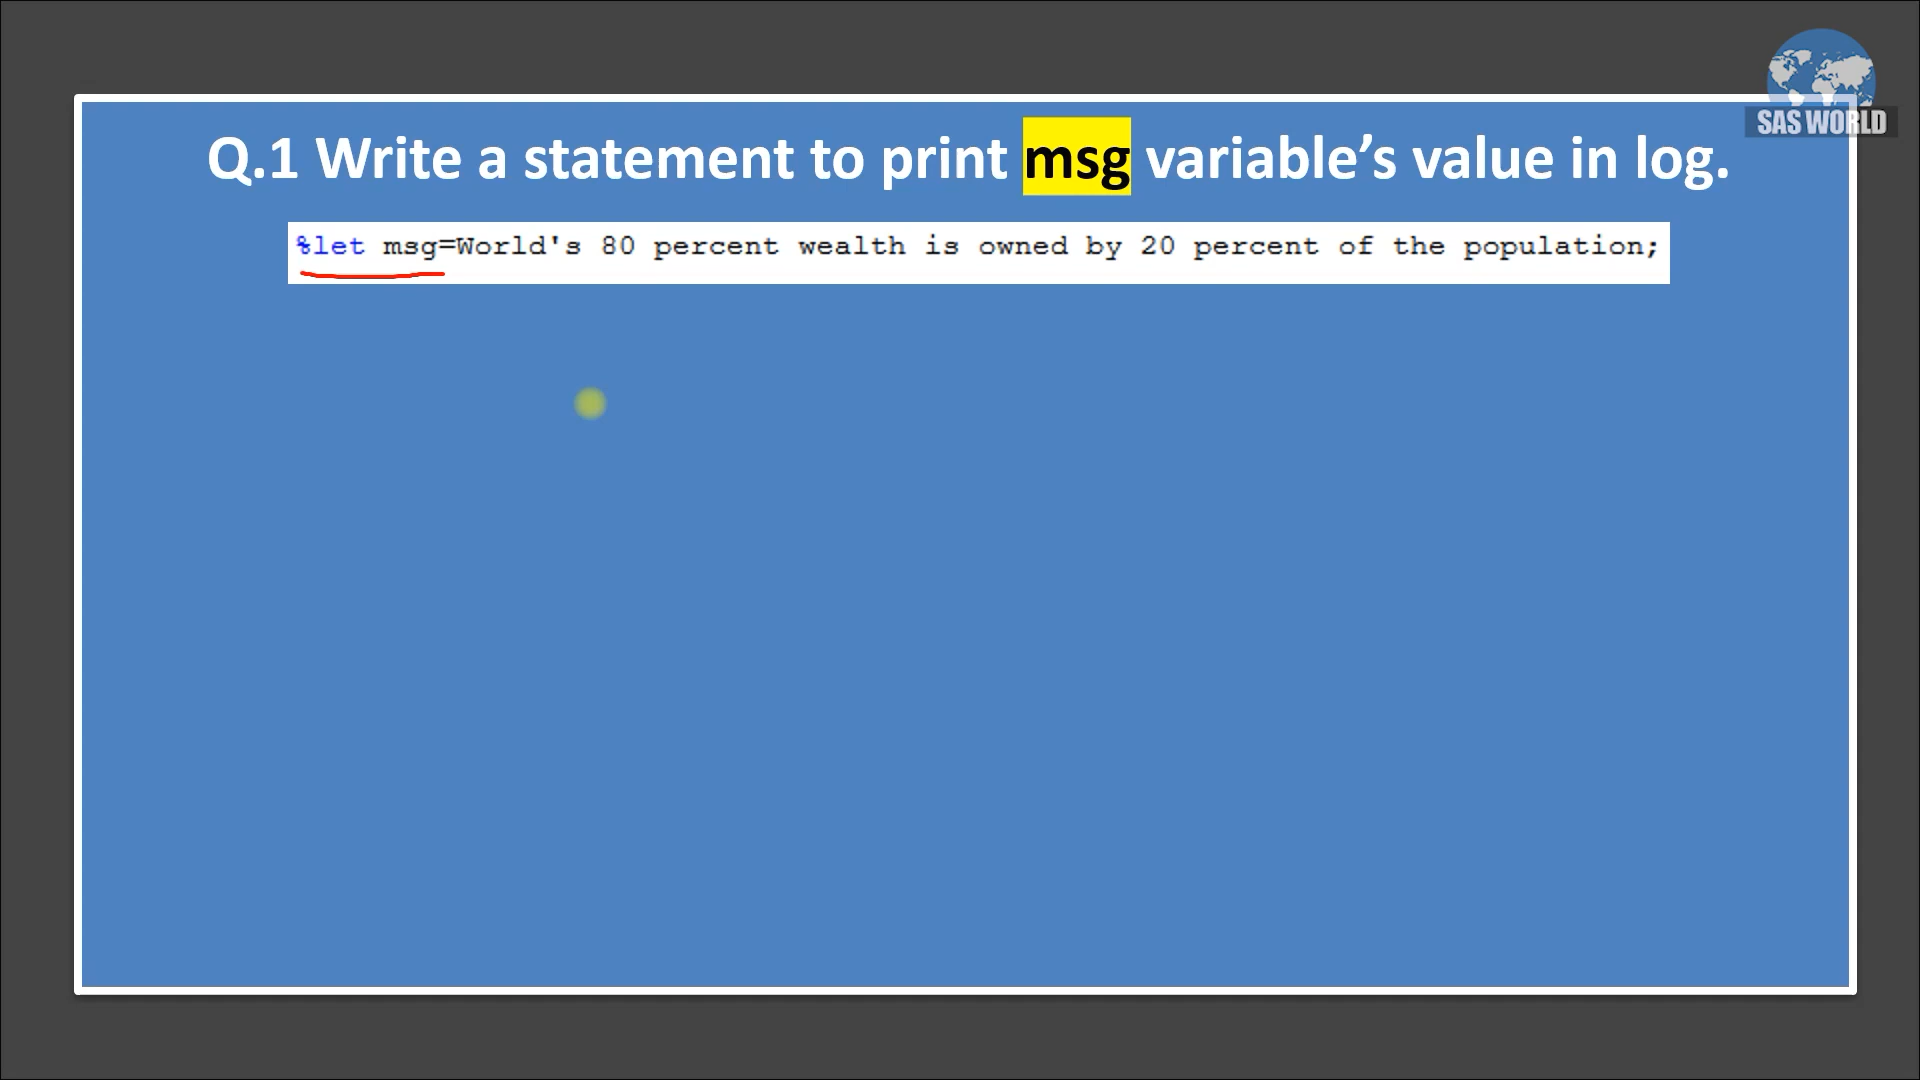 SAS WORLD
Q.1 Write a statement to print msg variable’s value in log.
%let msg=World's 80 percent wealth is owned by 20 percent of the population;